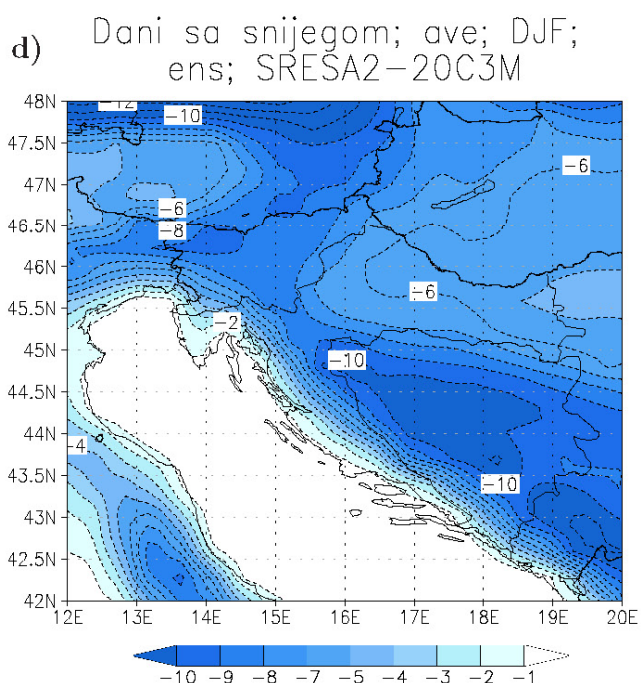 d)
Dani sa snijegom; ave; DJF;
ens; SRESA2-20C3M
48N
47.5N
47N
46.5N
46N
45.5N
45N
44.5N
44N
43.5N
43N
42.5N
42N
12E
13E
14E
15E
16E
17E
18E
19E
20E
-12
-10
-6
-6
-8
-6
-2
-10
-4
-10
-10 -9 -8 -7 -5 -4 -3 -2 -1